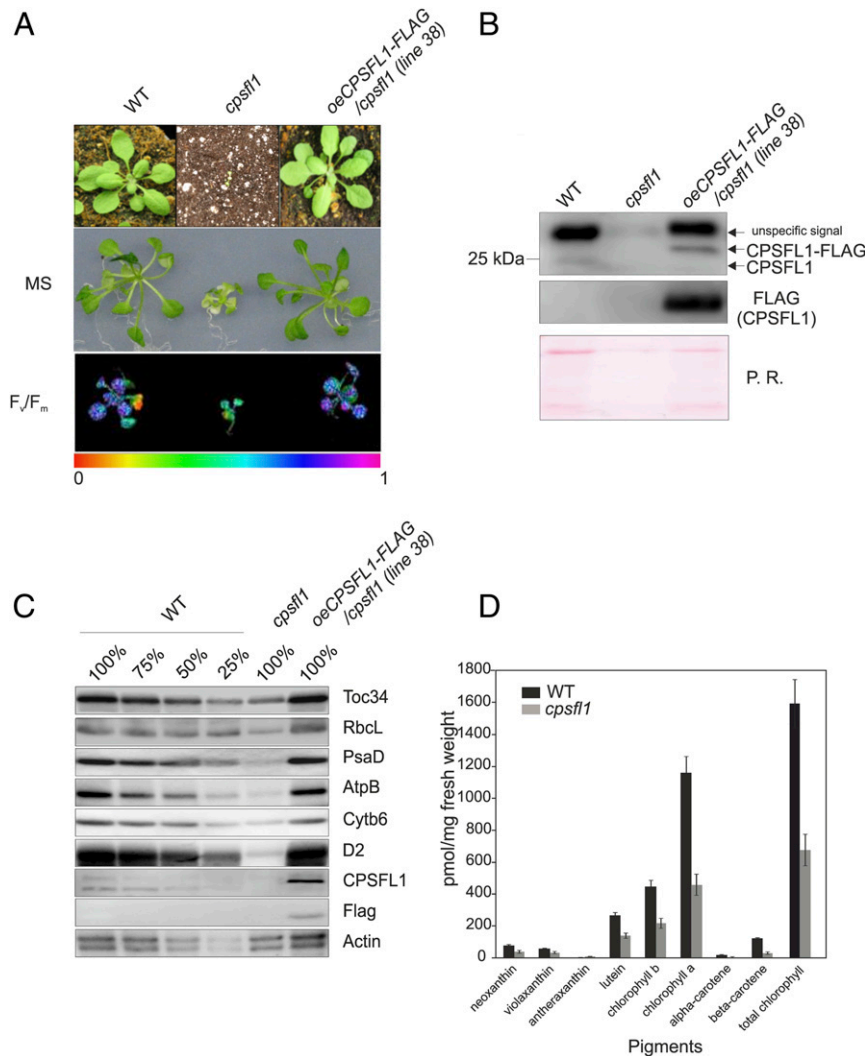 A
WT
cpsfl1
oeCPSFL1-FLAG
/cpsfl1 (line 38)
MS
Fv/Fm
0
1
B
WT
cpsfl1
oeCPSFL1-FLAG
/cpsfl1 (line 38)
25 kDa
unspecific signal
CPSFL1-FLAG
CPSFL1
FLAG
(CPSFL1)
P. R.
C
WT
cpsfl1
oeCPSFL1-FLAG
/cpsfl1 (line 38)
100%
75%
50%
25%
100%
100%
Toc34
RbcL
PsaD
AtpB
Cytb6
D2
CPSFL1
Flag
Actin
D
WT
cpsfl1
pmol/mg fresh weight
1800
1600
1400
1200
1000
800
600
400
200
0
neoxanthin
violaxanthin
antheraxanthin
lutein
chlorophyll b
chlorophyll a
alpha-carotene
beta-carotene
total chlorophyll
Pigments